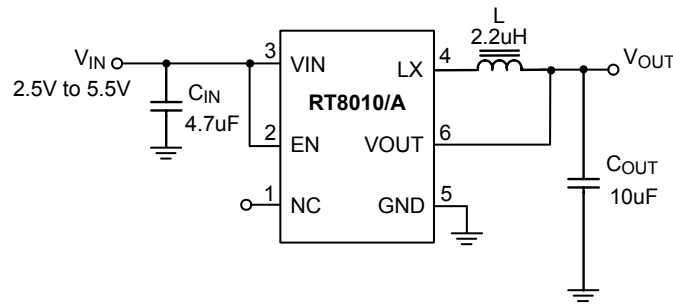 L
2.2uH
VIN
2.5V to 5.5V
CIN
4.7uF
3
VIN
2
EN
1
NC
RT8010/A
LX
4
VOUT
6
GND
5
VOUT
COUT
10uF